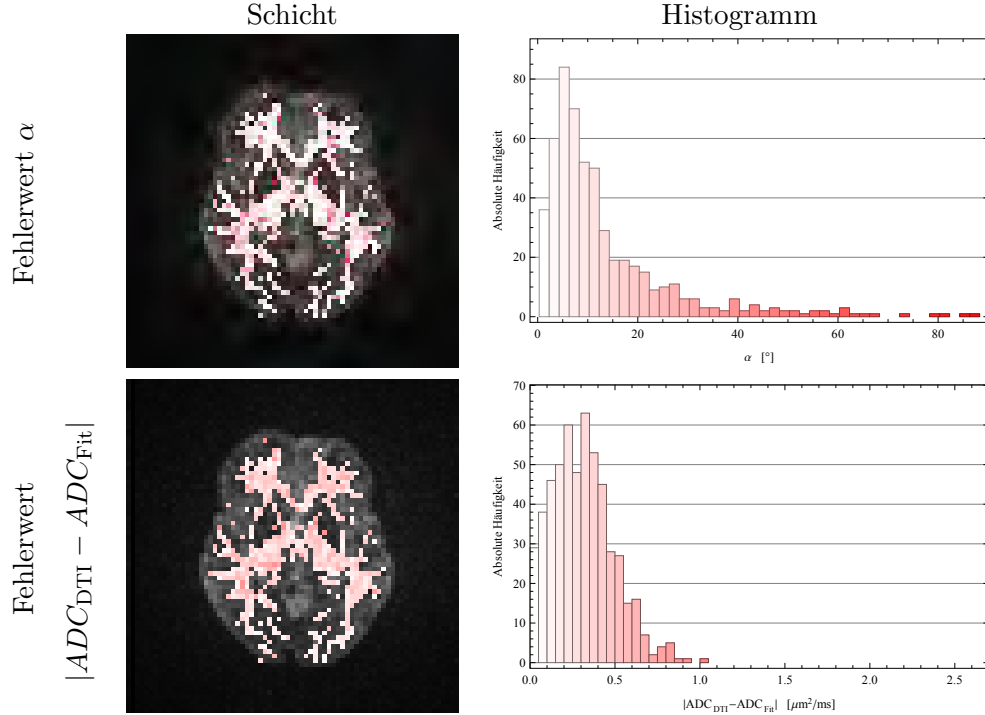 Schicht
Histogramm
Fehlerwert α
Absolute Häufigkeit
80
60
40
20
0
0 20 40 60 80
α [°]
Fehlerwert
|ADC_DTI − ADC_Fit|
Absolute Häufigkeit
70
60
50
40
30
20
10
0
0.0 0.5 1.0 1.5 2.0 2.5
|ADC_DTI−ADC_Fit| [μm²/ms]